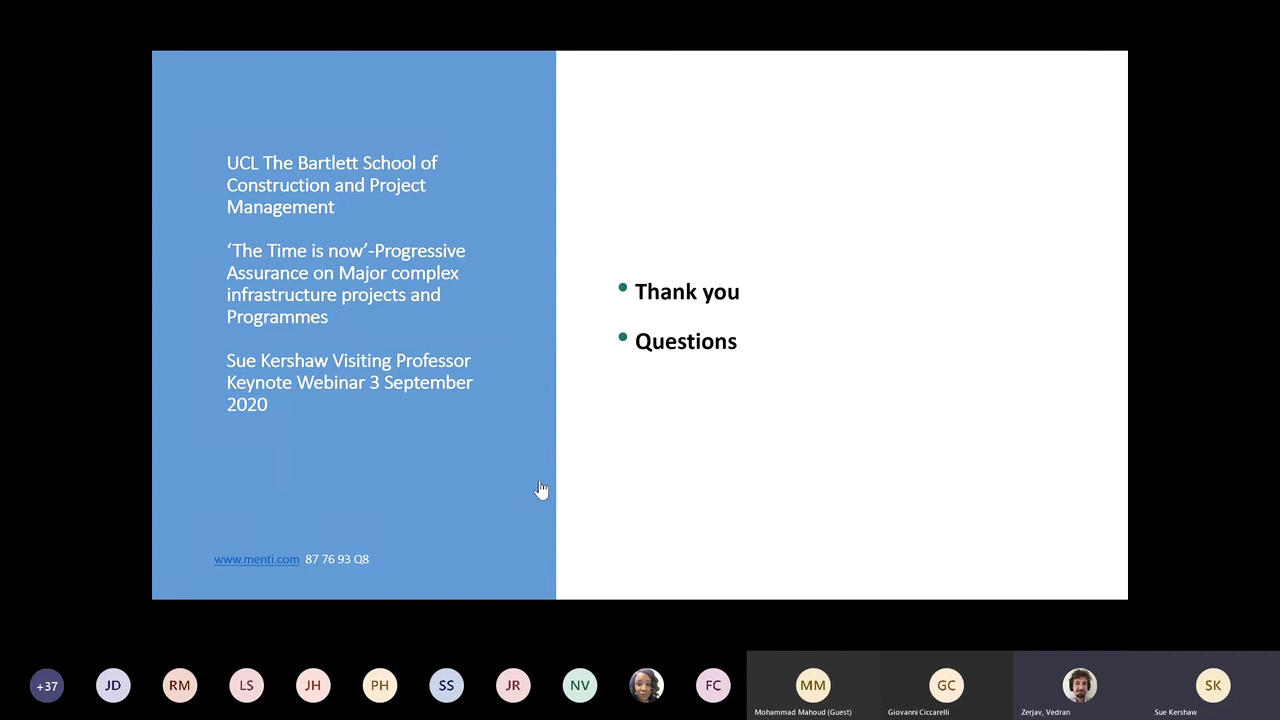 UCL The Bartlett School of
Construction and Project
Management
‘The Time is now’-Progressive
Assurance on Major complex
infrastructure projects and
Programmes
Sue Kershaw Visiting Professor
Keynote Webinar 3 September
2020
www.menti.com 87 76 93 Q8
• Thank you
• Questions
+37 JD RM LS JH PH SS JR NV FC MM GC SK
Mohammad Mahoud (Guest) Giovanni Ciccarelli Zerjav, Vedran Sue Kershaw